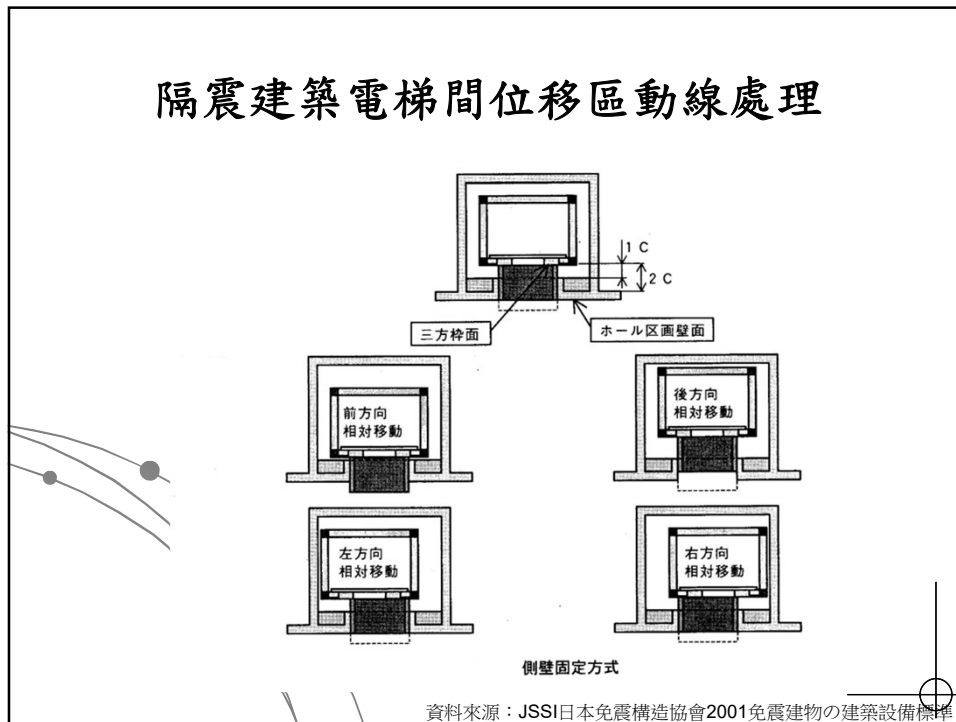 隔震建築電梯間位移區動線處理
1 C
2 C
三方枠面
ホール区画壁面
前方向
相対移動
後方向
相対移動
左方向
相対移動
右方向
相対移動
側壁固定方式
資料來源：JSSI日本免震構造協會2001免震建物の建築設備標準